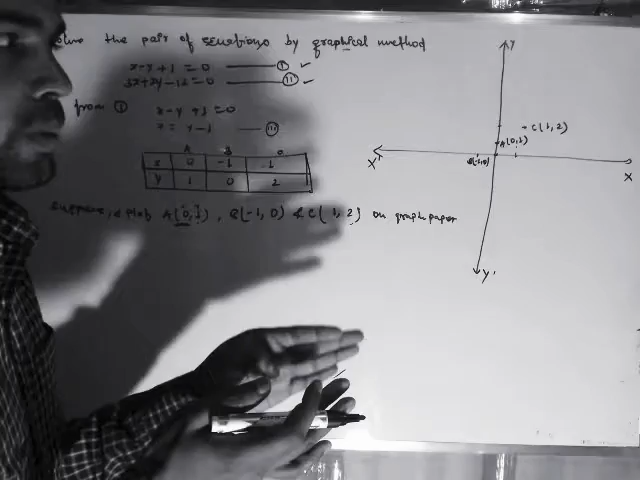 the pair of equations by graphical method
x-y+1=0 ——— (i) ✓
3x+2y-12=0 ——— (ii) ✓
from (i) x-y+1=0
x = y-1 ——— (iii)
A B C
x 0 -1 1
y 1 0 2
Suppose, & plot A(0,1), B(-1,0) & C(1,2) on graph paper
Y
C(1,2)
A(0,1)
X' B(-1,0) 1 X
Y'